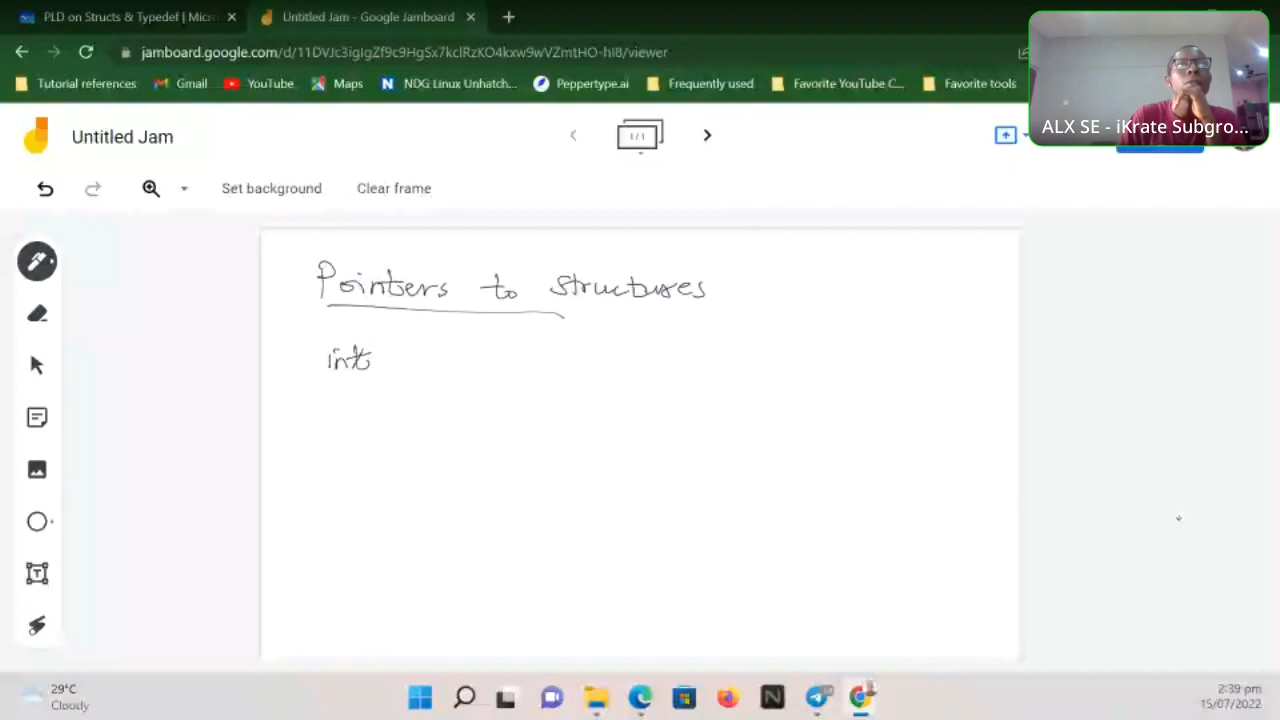 PLD on Structs & Typedef | Micro
Untitled Jam - Google Jamboard
jamboard.google.com/d/11DVJc3igIgZf9c9HgSx7kclRzKO4kxw9wVZmtHO-hI8/viewer
Tutorial references
Gmail
YouTube
Maps
NDG Linux Unhatch...
Peppertype.ai
Frequently used
Favorite YouTube C...
Favorite tools
ALX SE - iKrate Subgro...
Untitled Jam
1/1
Set background
Clear frame
Pointers to structures
int
29°C
Cloudy
2:39 pm
15/07/2022